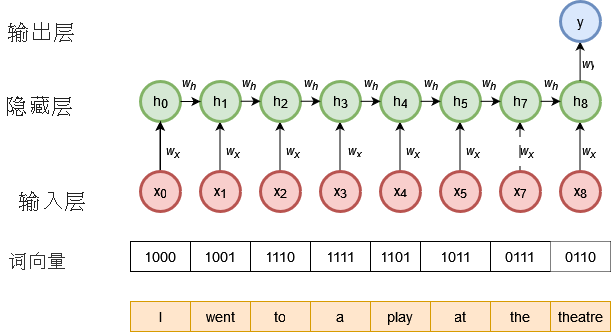 输出层 y
w_y
w_h w_h w_h w_h w_h w_h w_h
隐藏层 h_0 h_1 h_2 h_3 h_4 h_5 h_7 h_8
w_x w_x w_x w_x w_x w_x w_x w_x
输入层 x_0 x_1 x_2 x_3 x_4 x_5 x_7 x_8
词向量 1000 1001 1110 1111 1101 1011 0111 0110
I went to a play at the theatre